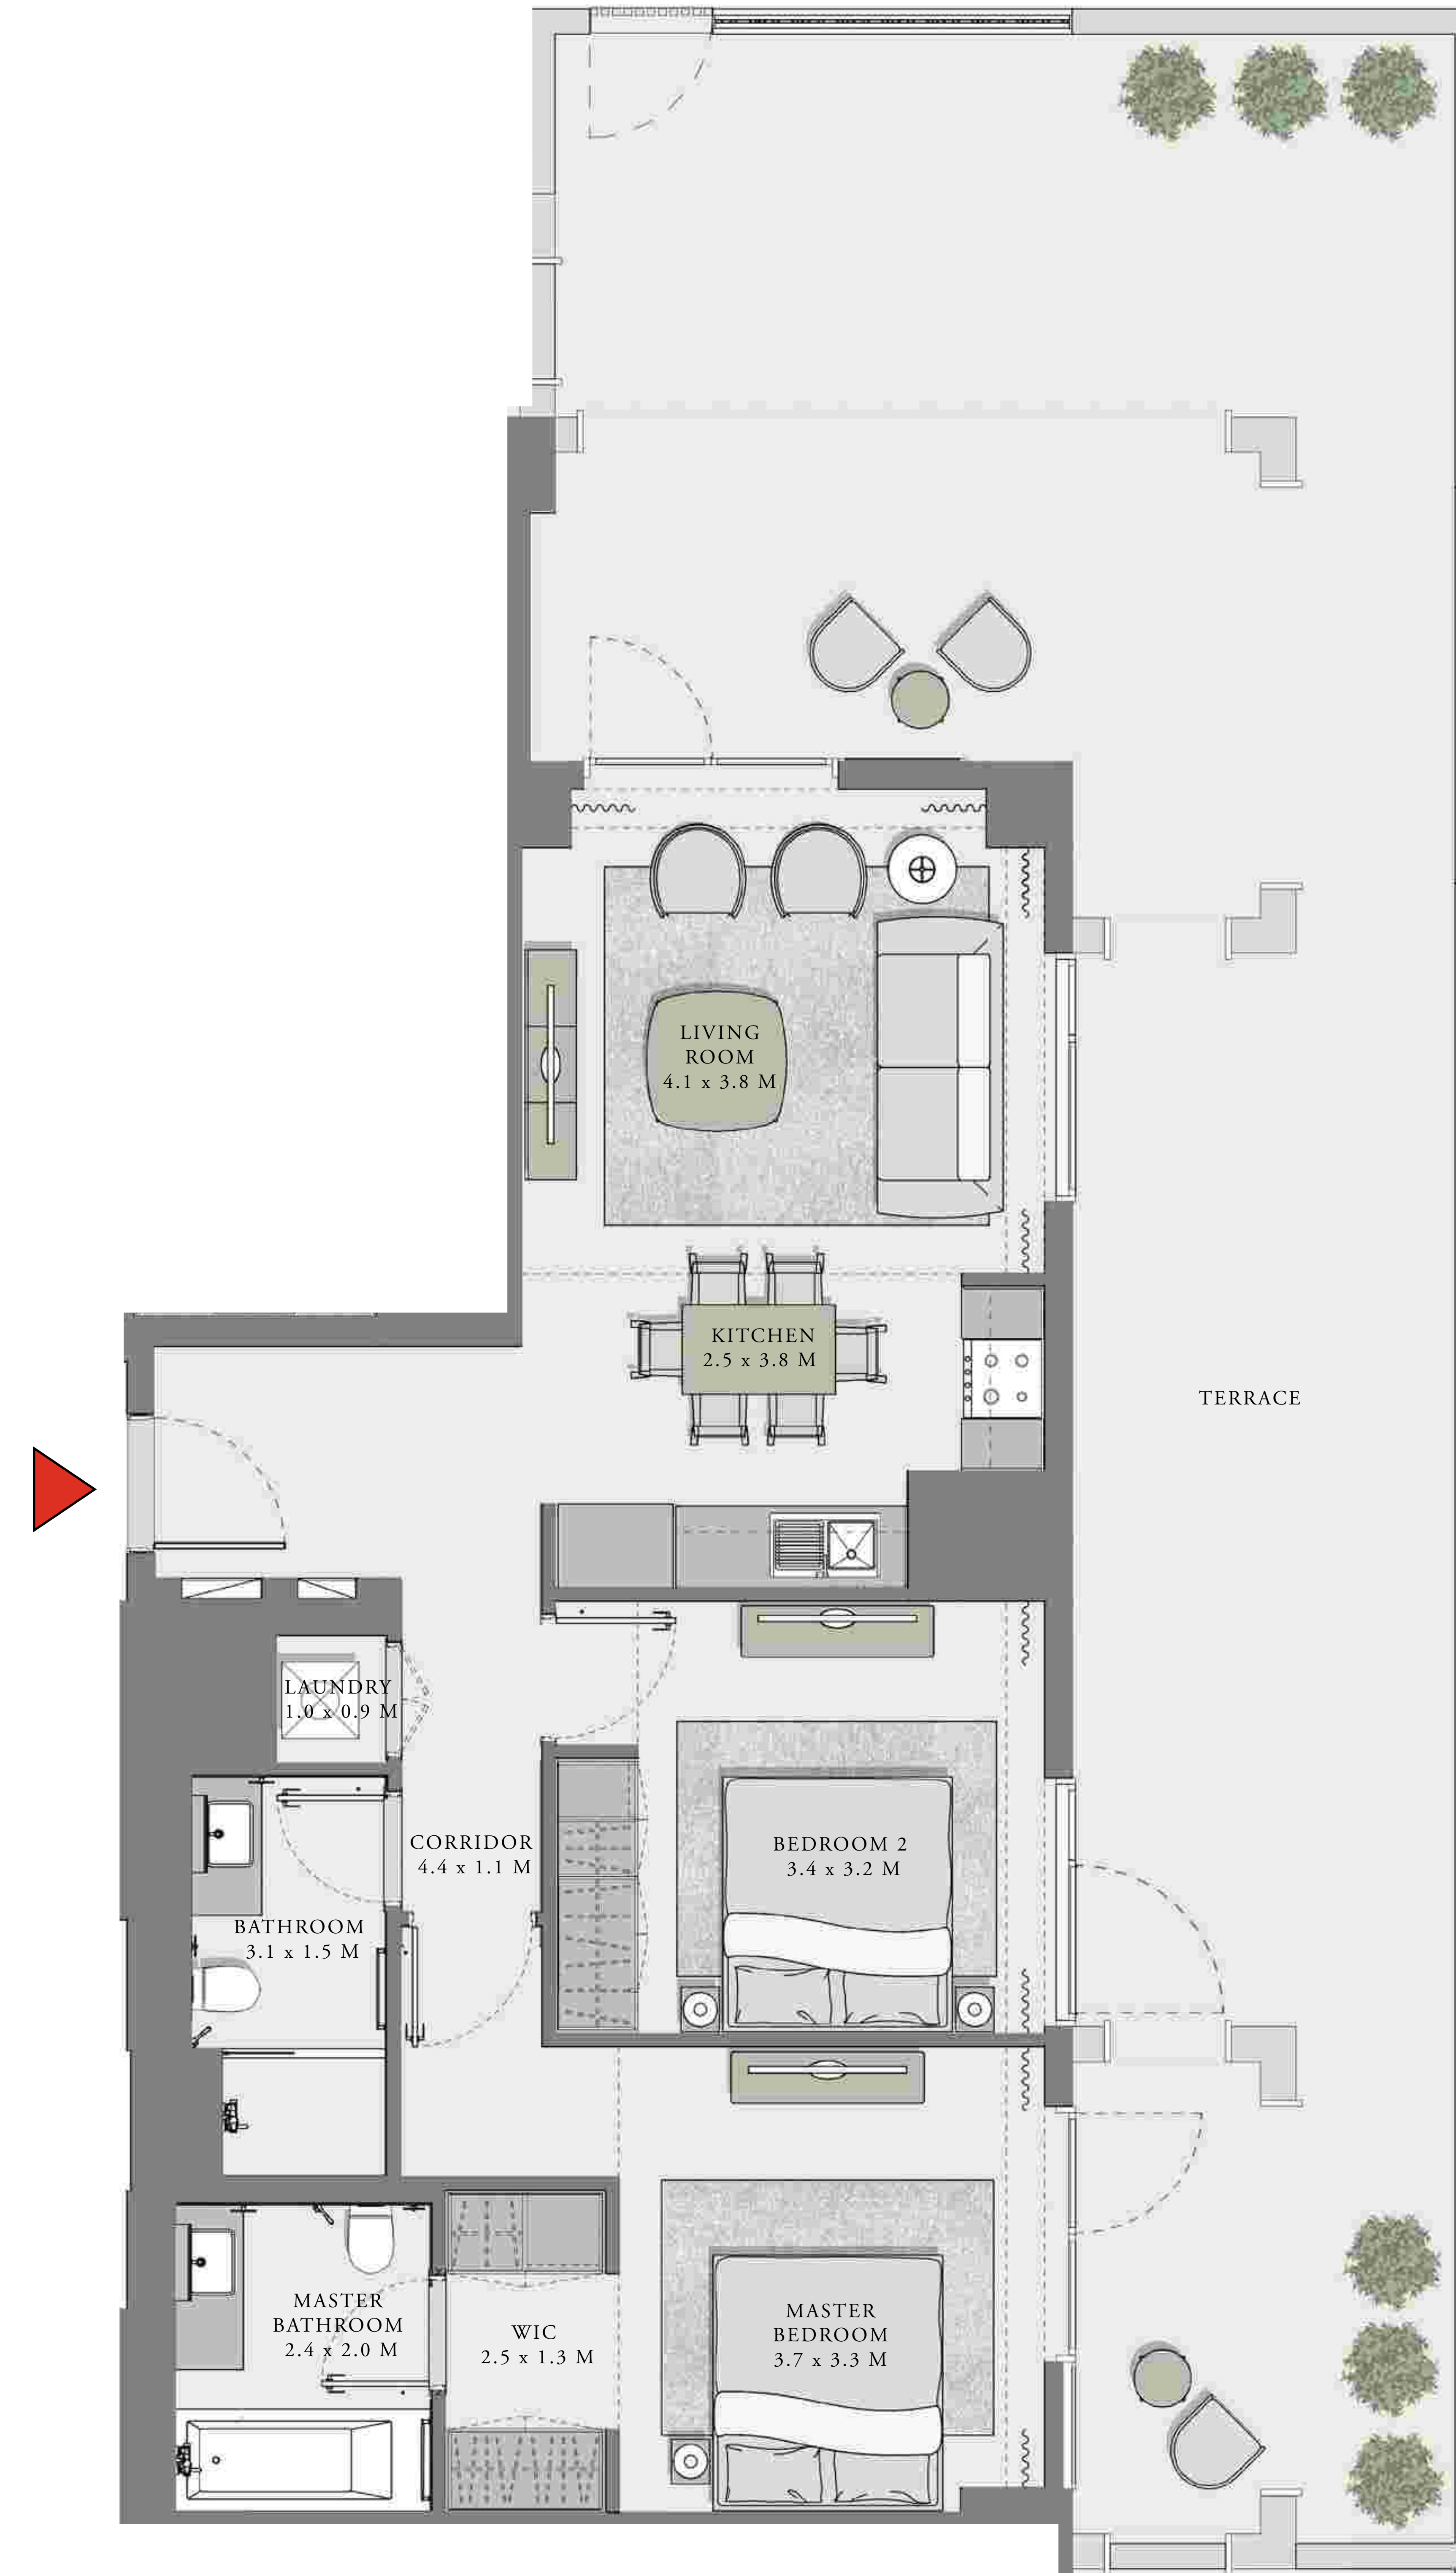 LIVING
ROOM
4.1 x 3.8 M
KITCHEN
2.5 x 3.8 M
TERRACE
LAUNDRY
1.0 x 0.9 M
CORRIDOR
4.4 x 1.1 M
BEDROOM 2
3.4 x 3.2 M
BATHROOM
3.1 x 1.5 M
MASTER
BATHROOM
2.4 x 2.0 M
WIC
2.5 x 1.3 M
MASTER
BEDROOM
3.7 x 3.3 M